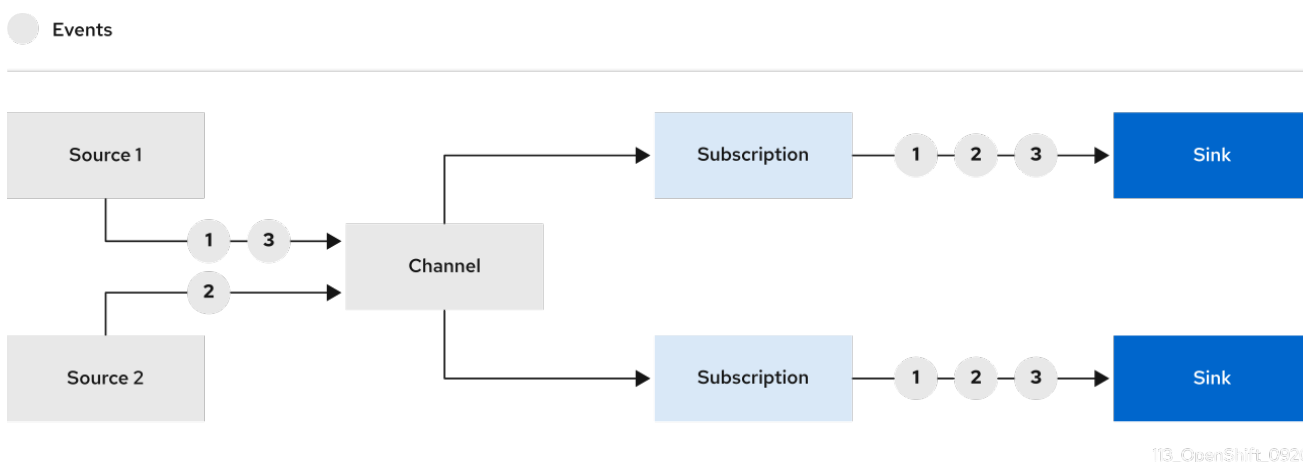 Events
Source 1
Subscription
1 2 3
Sink
1 3
Channel
2
Source 2
Subscription
1 2 3
Sink